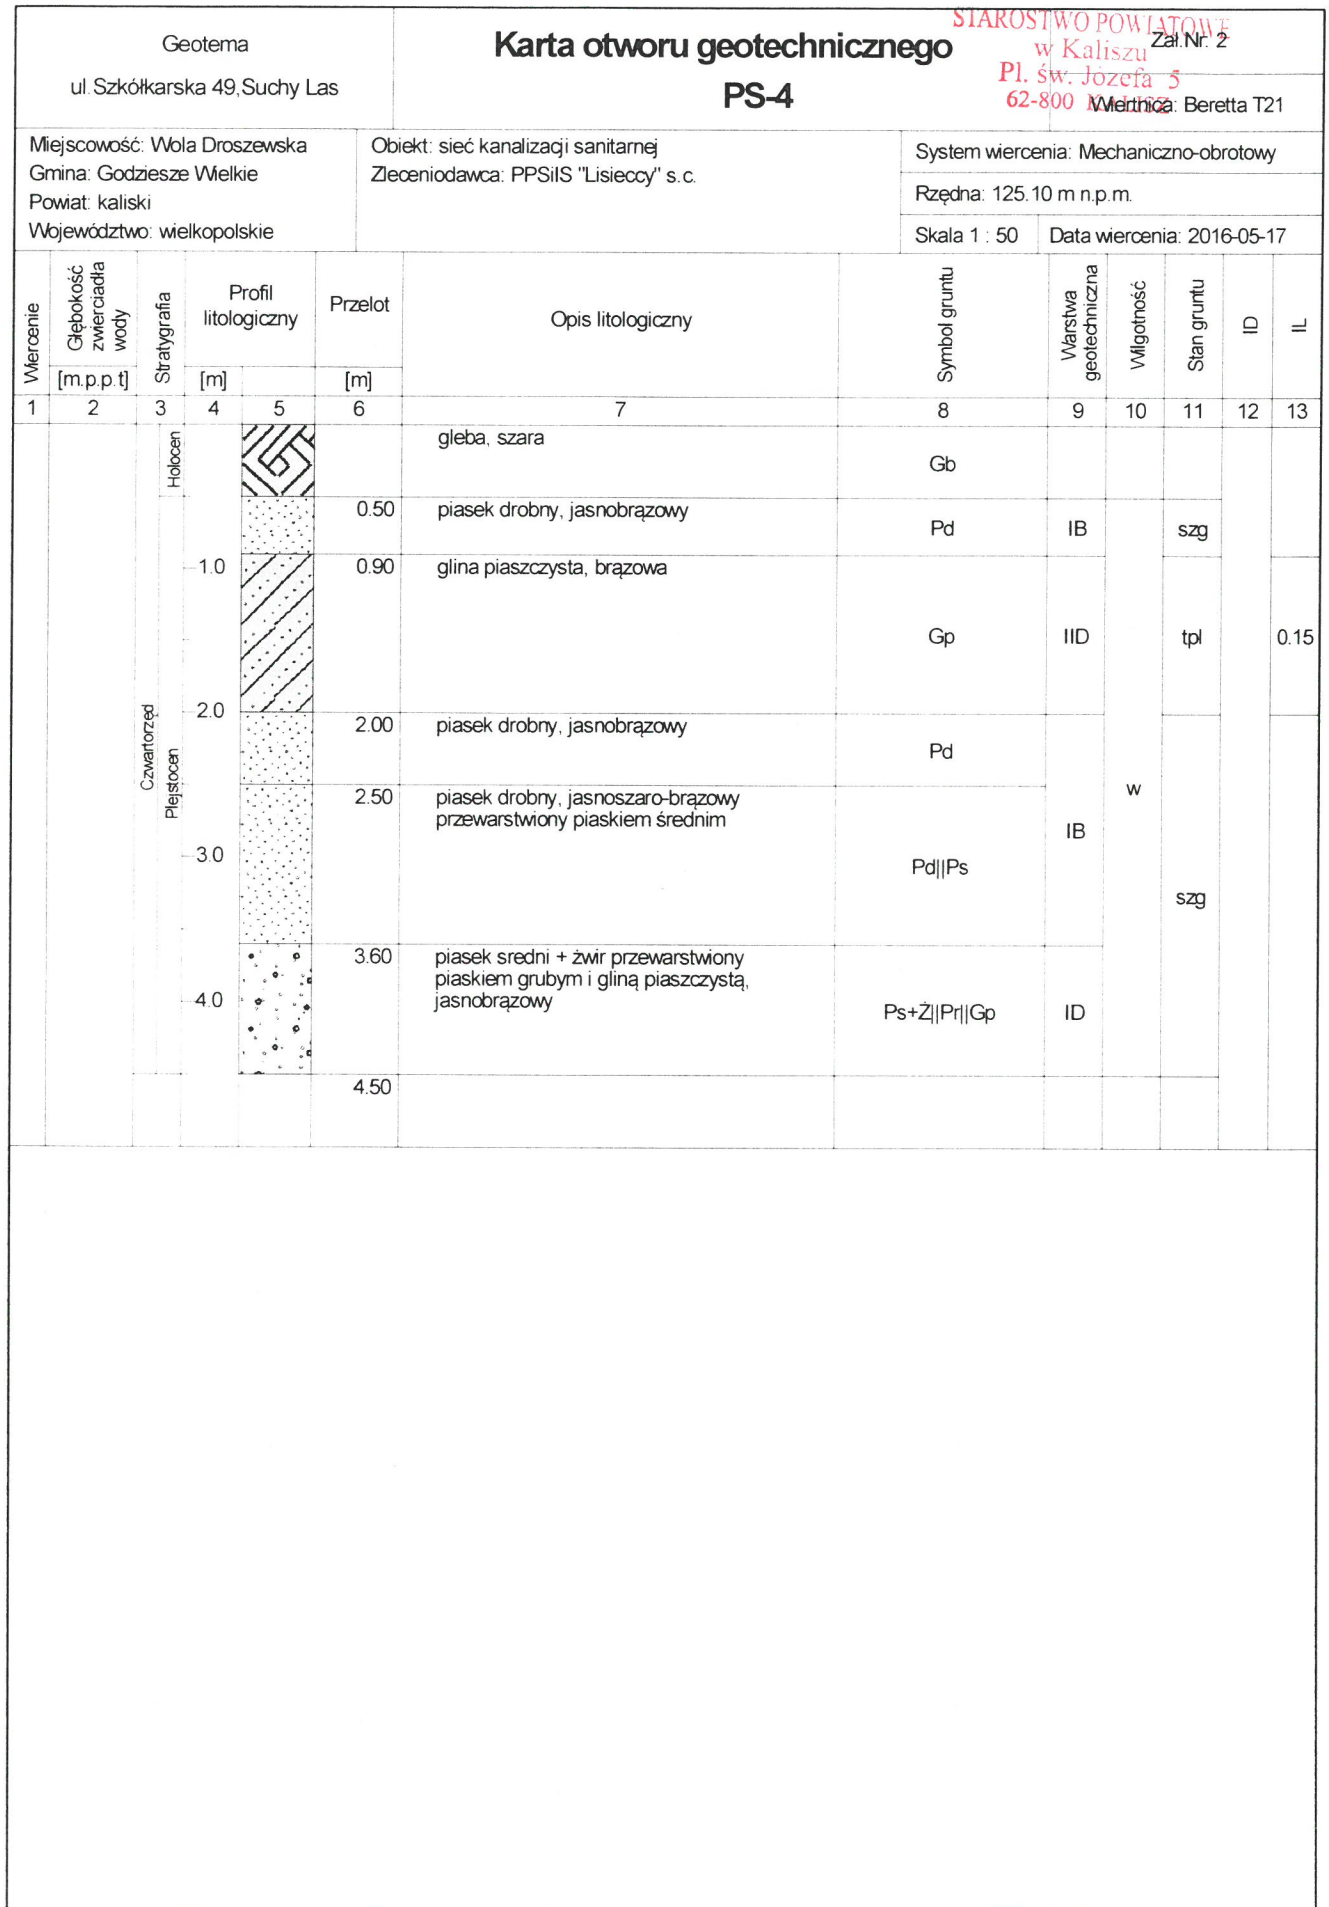 Geotema
ul.Szkółkarska 49,Suchy Las
Karta otworu geotechnicznego
PS-4
STAROSTWO POWIATOWE
w Kaliszu
Pl. św. Józefa 5
62-800 KALISZ
Zał.Nr: 2
Wiertnica: Beretta T21
Miejscowość: Wola Droszewska
Gmina: Godziesze Wielkie
Powiat: kaliski
Województwo: wielkopolskie
Obiekt: sieć kanalizacji sanitarnej
Zleceniodawca: PPSiIS "Lisieccy" s.c.
System wiercenia: Mechaniczno-obrotowy
Rzędna: 125.10 m n.p.m.
Skala 1 : 50 Data wiercenia: 2016-05-17
Wiercenie
Głębokość
zwierciadła
wody
[m.p.p.t]
Stratygrafia
Profil
litologiczny
[m]
Przelot
[m]
Opis litologiczny
Symbol gruntu
Warstwa
geotechniczna
Wilgotność
Stan gruntu
ID
IL
1 2 3 4 5 6 7 8 9 10 11 12 13
Holocen
gleba, szara
Gb
0.50 piasek drobny, jasnobrązowy
Pd IB szg
1.0 0.90 glina piaszczysta, brązowa
Gp IID tpl 0.15
2.0 2.00 piasek drobny, jasnobrązowy
Pd
Czwartorzęd
Plejstocen
2.50 piasek drobny, jasnoszaro-brązowy
przewarstwiony piaskiem średnim
w
IB
3.0
Pd||Ps
szg
3.60 piasek sredni + żwir przewarstwiony
piaskiem grubym i gliną piaszczystą,
jasnobrązowy
4.0
Ps+Ż||Pr||Gp ID
4.50